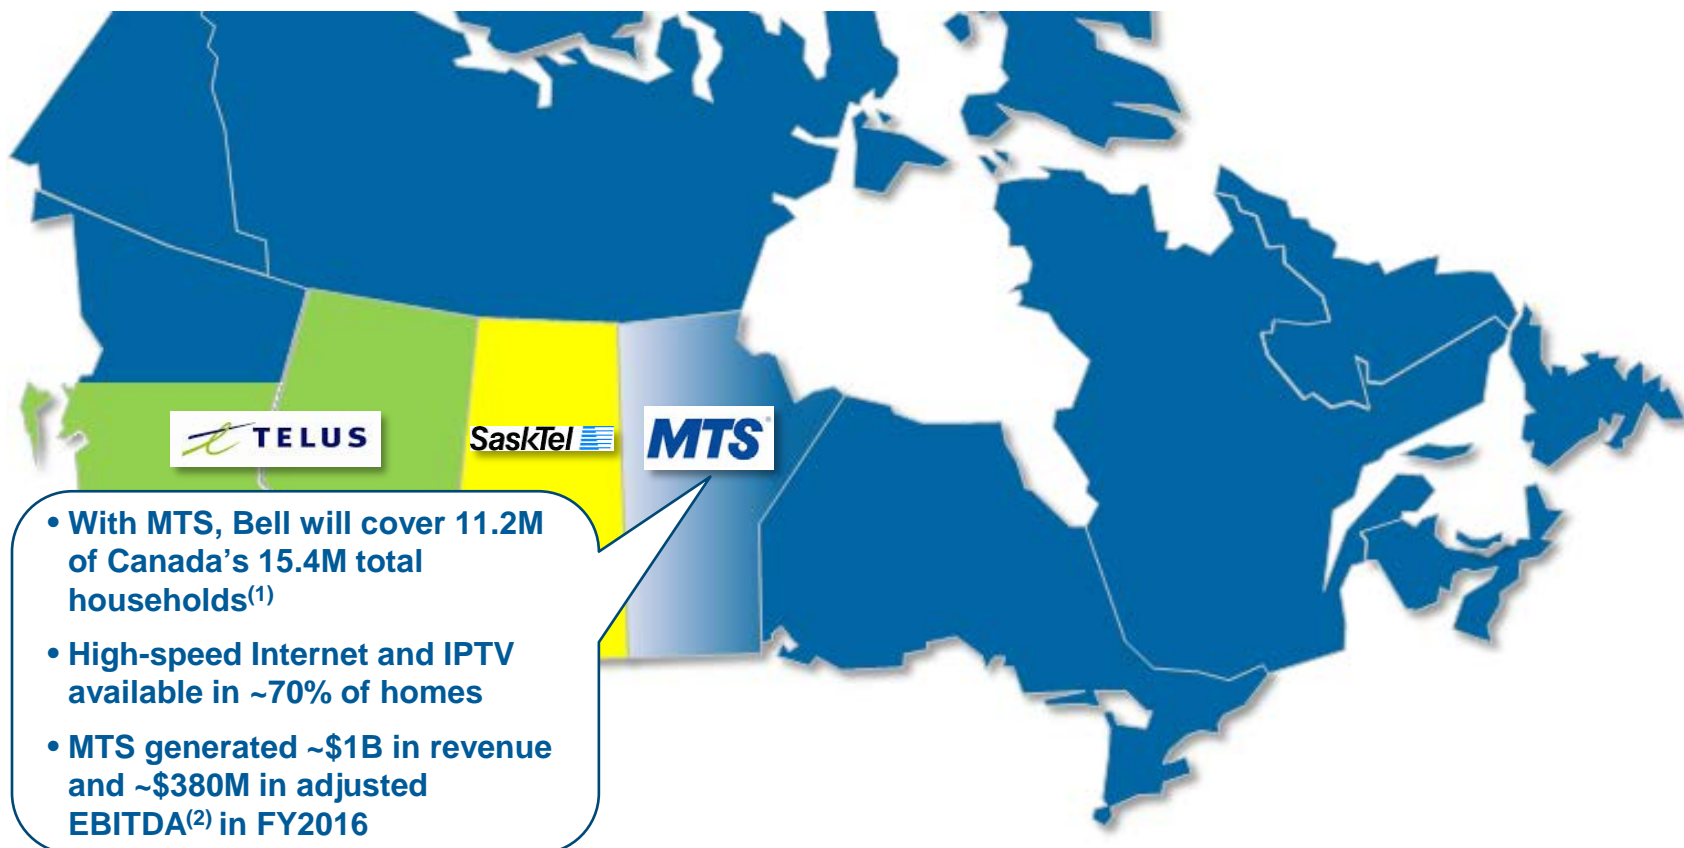 TELUS
SaskTel
MTS
• With MTS, Bell will cover 11.2M
of Canada’s 15.4M total
households(1)
• High-speed Internet and IPTV
available in ~70% of homes
• MTS generated ~$1B in revenue
and ~$380M in adjusted
EBITDA(2) in FY2016